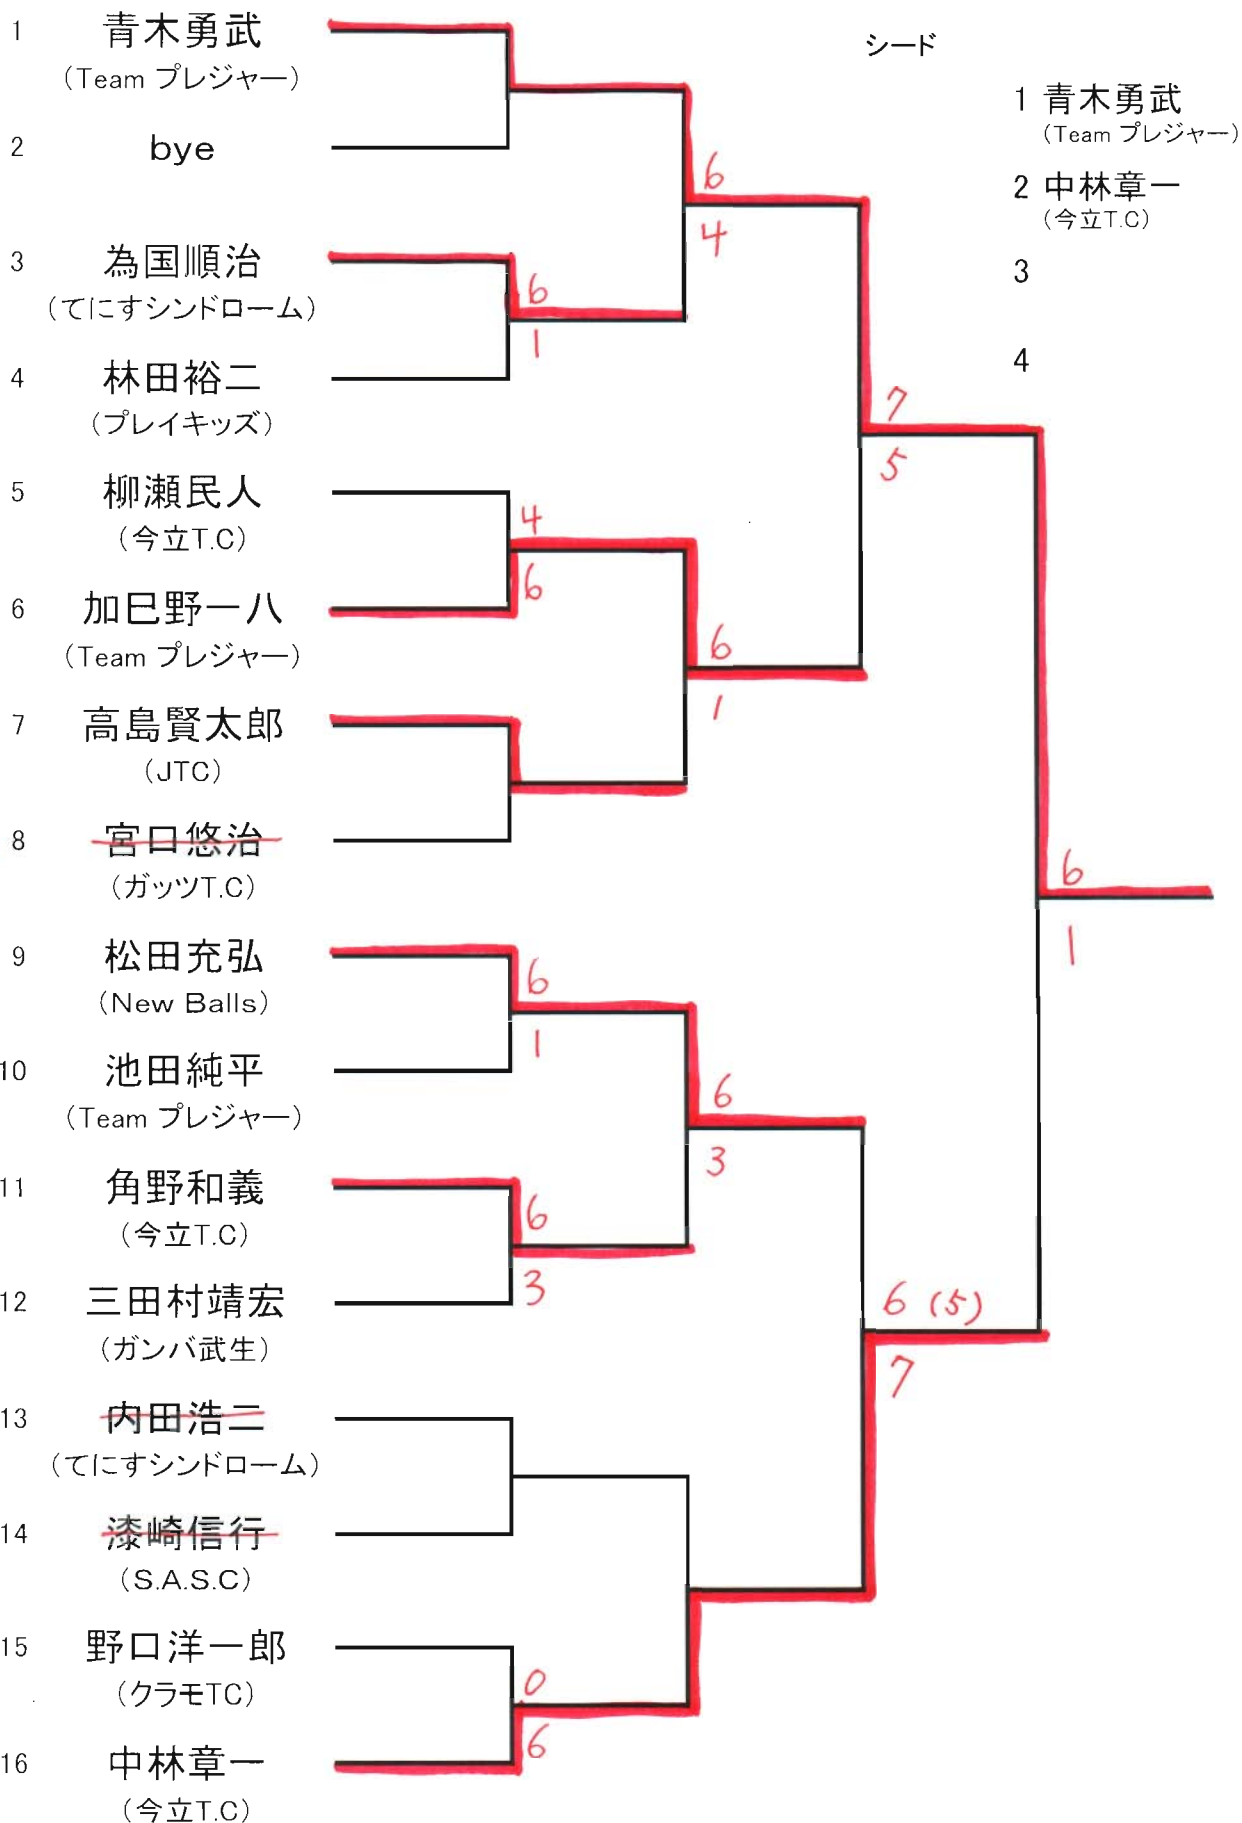 1 青木勇武
(Team プレジャー)
2 bye
3 為国順治
(てにすシンドローム)
4 林田裕二
(プレイキッズ)
5 柳瀬民人
(今立T.C)
6 加巳野一八
(Team プレジャー)
7 高島賢太郎
(JTC)
8 宮口悠治
(ガッツT.C)
9 松田充弘
(New Balls)
10 池田純平
(Team プレジャー)
11 角野和義
(今立T.C)
12 三田村靖宏
(ガンバ武生)
13 内田浩二
(てにすシンドローム)
14 漆崎信行
(S.A.S.C)
15 野口洋一郎
(クラモTC)
16 中林章一
(今立T.C)
6
1
4
6
6
1
6
3
0
6
6
4
6
1
6
3
7
5
6 (5)
7
6
1
シード
1 青木勇武
(Team プレジャー)
2 中林章一
(今立T.C)
3
4